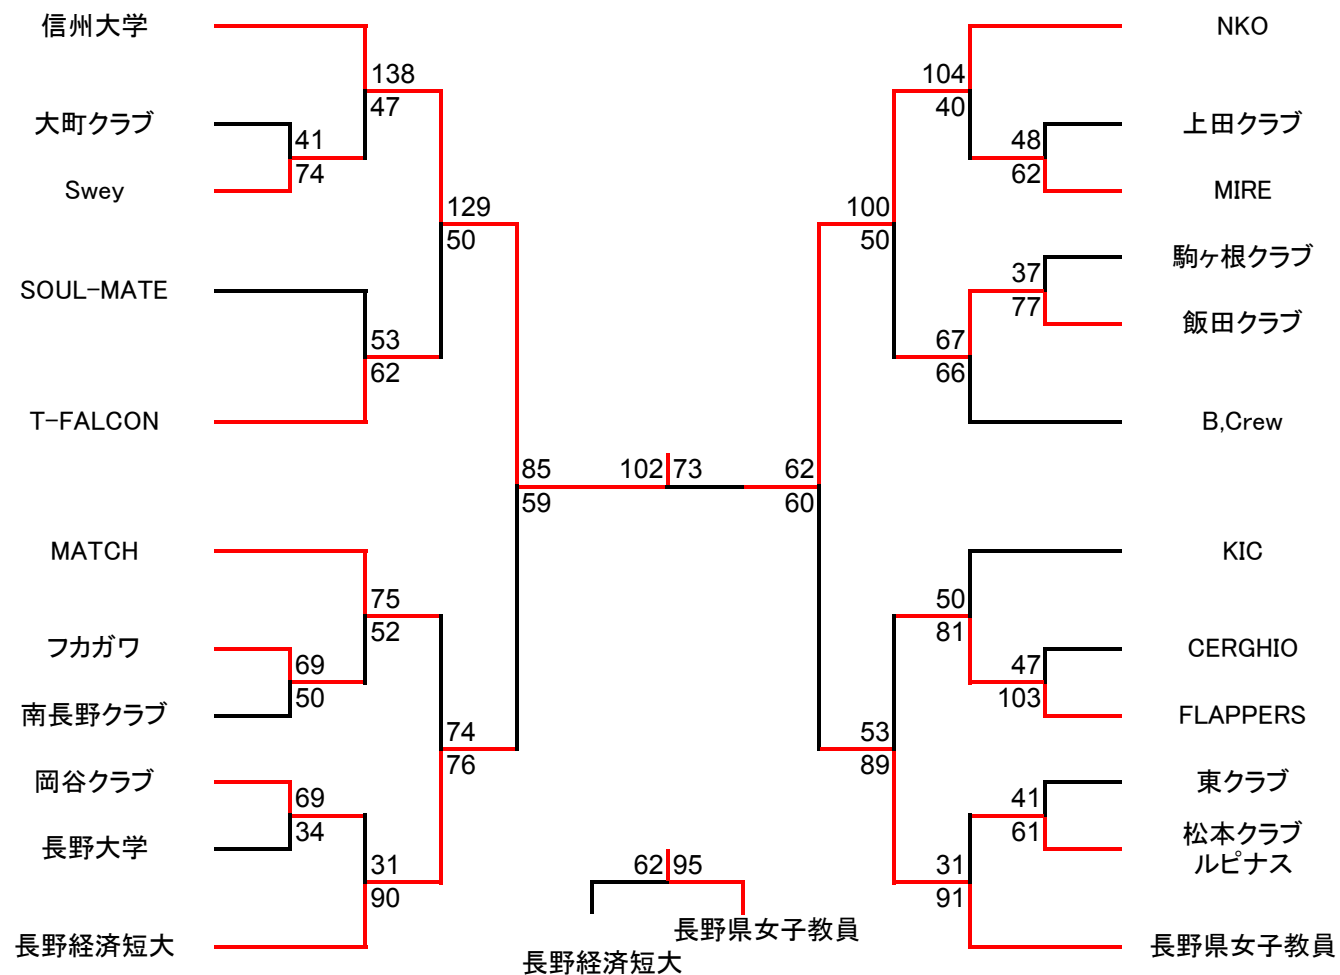 信州大学
138
47
大町クラブ
41
74
Swey
129
50
SOUL-MATE
53
62
T-FALCON
85
59
MATCH
75
52
フカガワ
69
50
南長野クラブ
74
76
岡谷クラブ
69
34
長野大学
31
90
長野経済短大
102 73
62 95
長野県女子教員
長野経済短大
NKO
104
40
上田クラブ
48
62
MIRE
100
50
駒ヶ根クラブ
37
77
飯田クラブ
67
66
B,Crew
62
60
KIC
50
81
CERGHIO
47
103
FLAPPERS
53
89
東クラブ
41
61
松本クラブ
ルピナス
31
91
長野県女子教員